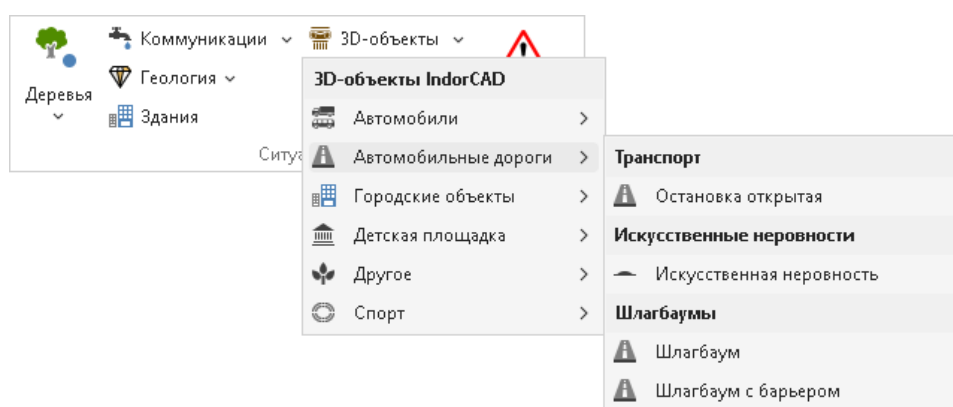 Коммуникации
3D-объекты
Деревья
Геология
Здания
Ситуа
3D-объекты IndorCAD
Автомобили
Автомобильные дороги
Городские объекты
Детская площадка
Другое
Спорт
Транспорт
Остановка открытая
Искусственные неровности
Искусственная неровность
Шлагбаумы
Шлагбаум
Шлагбаум с барьером